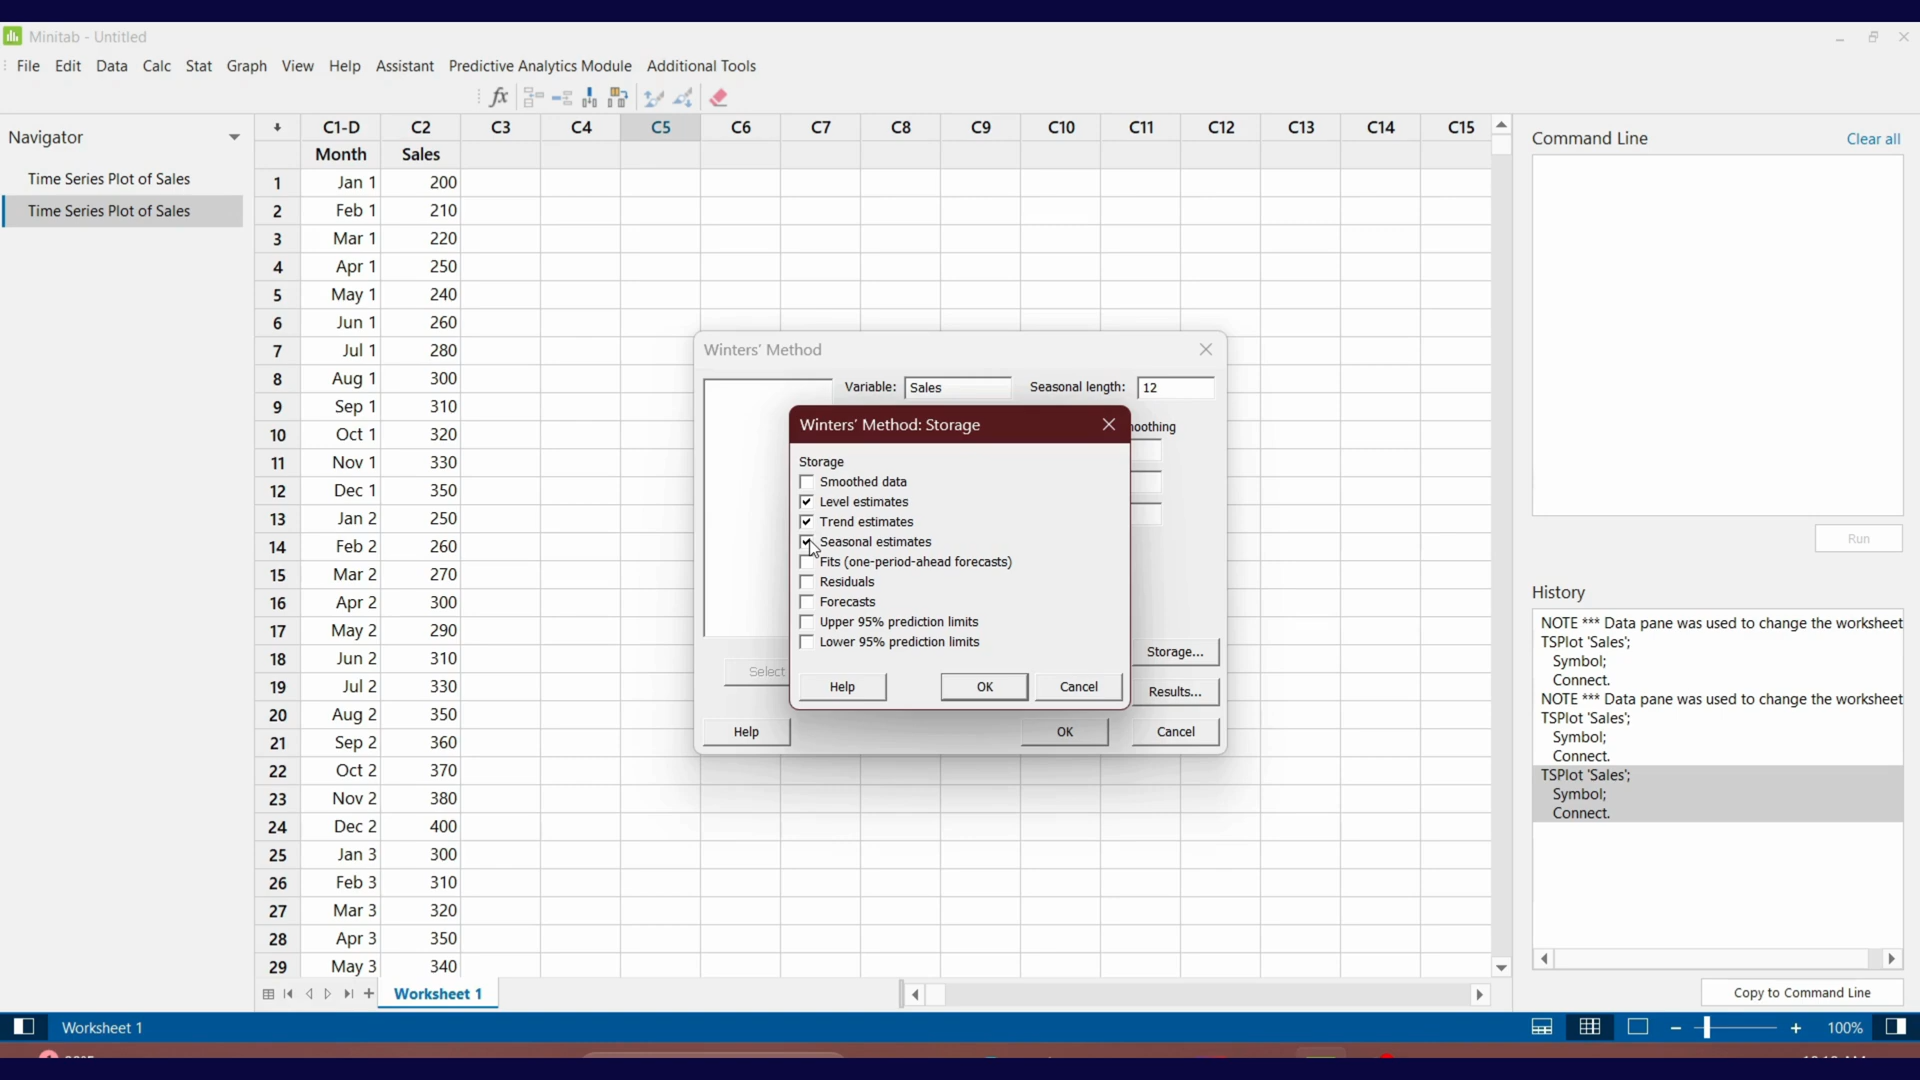 Minitab - Untitled
File Edit Data Calc Stat Graph View Help Assistant Predictive Analytics Module Additional Tools
fx
Navigator
Time Series Plot of Sales
Time Series Plot of Sales
C1-D C2 C3 C4 C5 C6 C7 C8 C9 C10 C11 C12 C13 C14 C15
Month Sales
1 Jan 1 200
2 Feb 1 210
3 Mar 1 220
4 Apr 1 250
5 May 1 240
6 Jun 1 260
7 Jul 1 280
8 Aug 1 300
9 Sep 1 310
10 Oct 1 320
11 Nov 1 330
12 Dec 1 350
13 Jan 2 250
14 Feb 2 260
15 Mar 2 270
16 Apr 2 300
17 May 2 290
18 Jun 2 310
19 Jul 2 330
20 Aug 2 350
21 Sep 2 360
22 Oct 2 370
23 Nov 2 380
24 Dec 2 400
25 Jan 3 300
26 Feb 3 310
27 Mar 3 320
28 Apr 3 350
29 May 3 340
Worksheet 1
Winters' Method
Variable: Sales Seasonal length: 12
Select
Storage...
Results...
Help OK Cancel
Winters' Method: Storage
Storage
Smoothed data
Level estimates
Trend estimates
Seasonal estimates
Fits (one-period-ahead forecasts)
Residuals
Forecasts
Upper 95% prediction limits
Lower 95% prediction limits
Help OK Cancel
Command Line Clear all
Run
History
NOTE *** Data pane was used to change the worksheet
TSPlot 'Sales';
Symbol;
Connect.
NOTE *** Data pane was used to change the worksheet
TSPlot 'Sales';
Symbol;
Connect.
TSPlot 'Sales';
Symbol;
Connect.
Copy to Command Line
Worksheet 1 100%